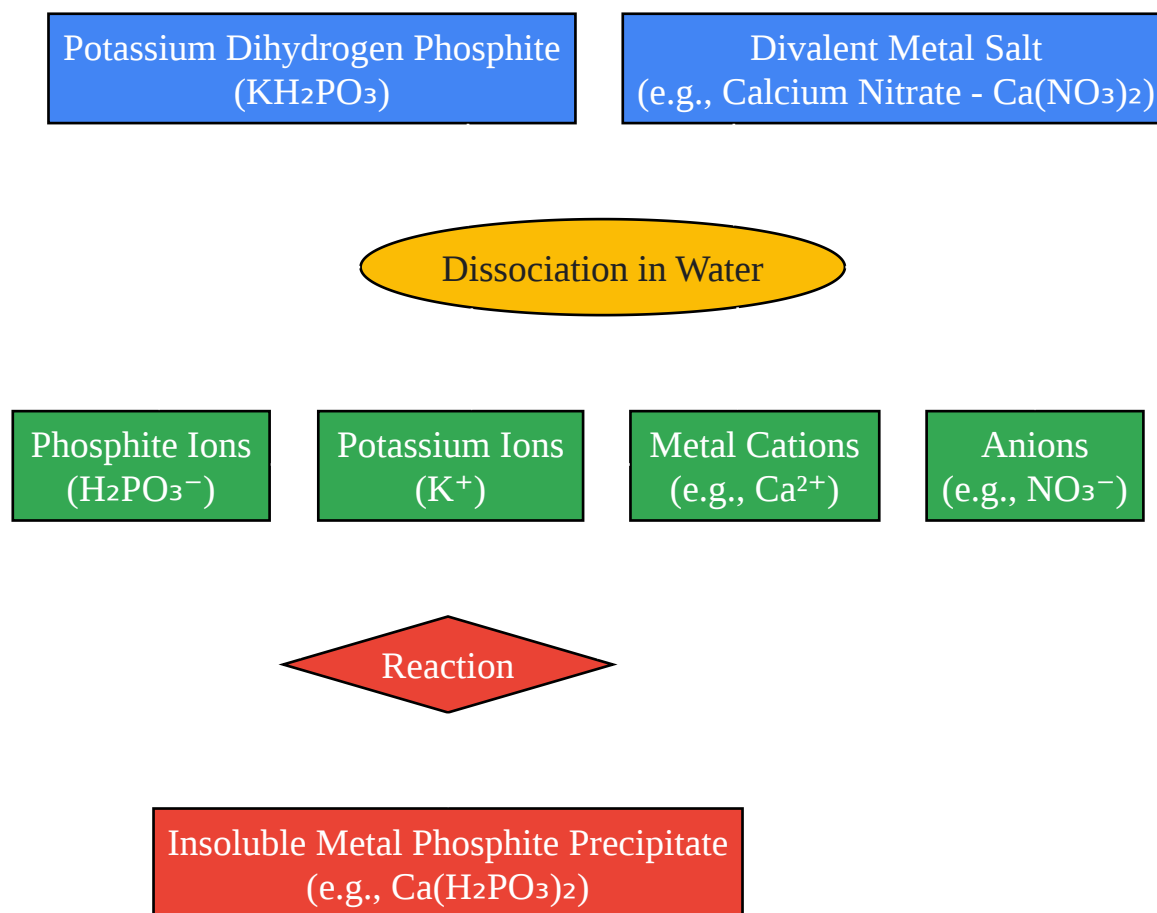 Potassium Dihydrogen Phosphite
(KH₂PO₃)
Divalent Metal Salt
(e.g., Calcium Nitrate - Ca(NO₃)₂)
Dissociation in Water
Phosphite Ions
(H₂PO₃⁻)
Potassium Ions
(K⁺)
Metal Cations
(e.g., Ca²⁺)
Anions
(e.g., NO₃⁻)
Reaction
Insoluble Metal Phosphite Precipitate
(e.g., Ca(H₂PO₃)₂)